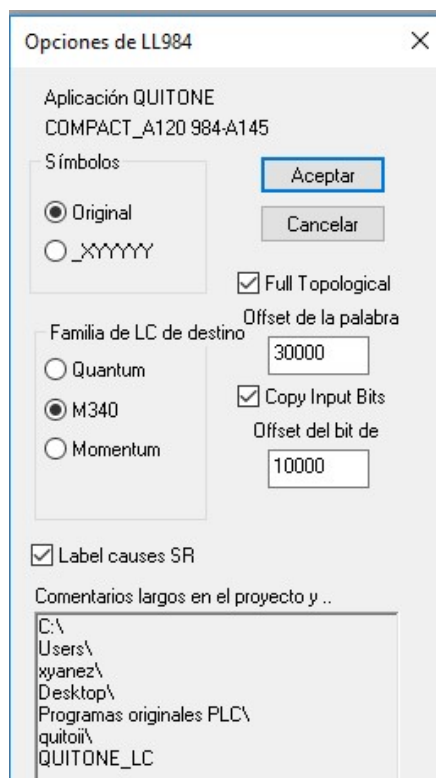 Opciones de LL984
Aplicación QUITONE
COMPACT_A120 984-A145
Símbolos
Original
_XYYYYY
Aceptar
Cancelar
Full Topological
Offset de la palabra
30000
Familia de LC de destino
Quantum
M340
Momentum
Copy Input Bits
Offset del bit de
10000
Label causes SR
Comentarios largos en el proyecto y ..
C:\
Users\
xyanez\
Desktop\
Programas originales PLC\
quitoii\
QUITONE_LC